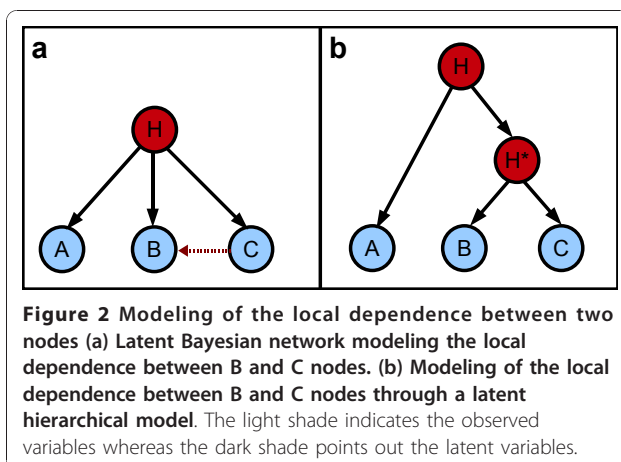 a
b
H
H
H*
A
B
C
A
B
C
Figure 2 Modeling of the local dependence between two
nodes (a) Latent Bayesian network modeling the local
dependence between B and C nodes. (b) Modeling of the local
dependence between B and C nodes through a latent
hierarchical model. The light shade indicates the observed
variables whereas the dark shade points out the latent variables.